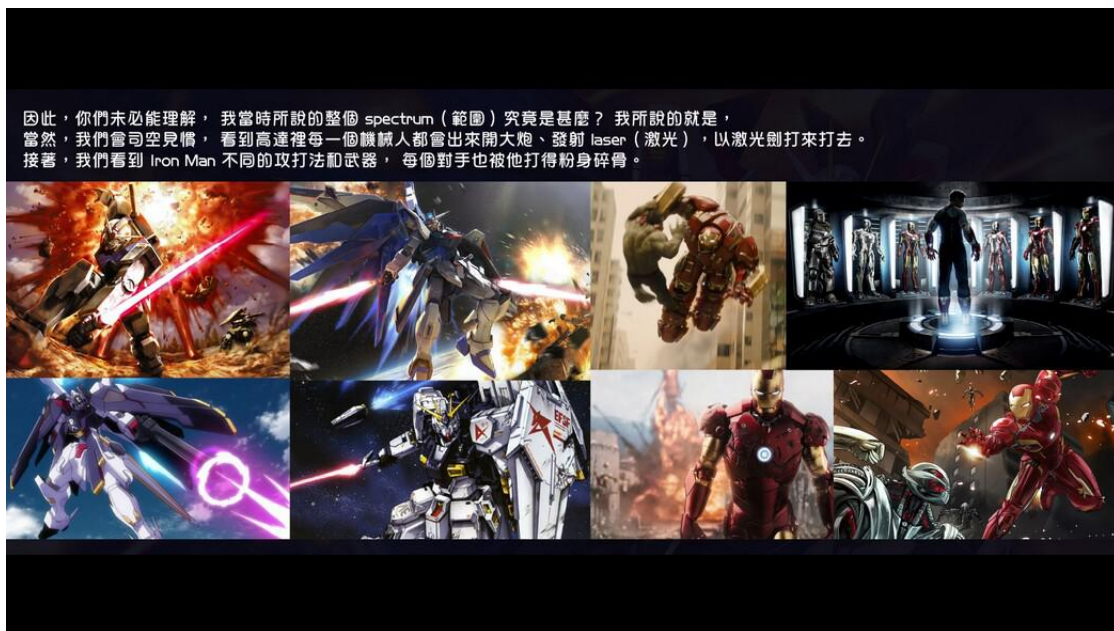 因此，你們未必能理解， 我當時所說的整個 spectrum（範圍）究竟是甚麼？ 我所說的就是，
當然，我們會司空見慣， 看到高達裡每一個機械人都會出來開大炮、發射 laser（激光），以激光劍打來打去。
接著，我們看到 Iron Man 不同的攻打法和武器， 每個對手也被他打得粉身碎骨。